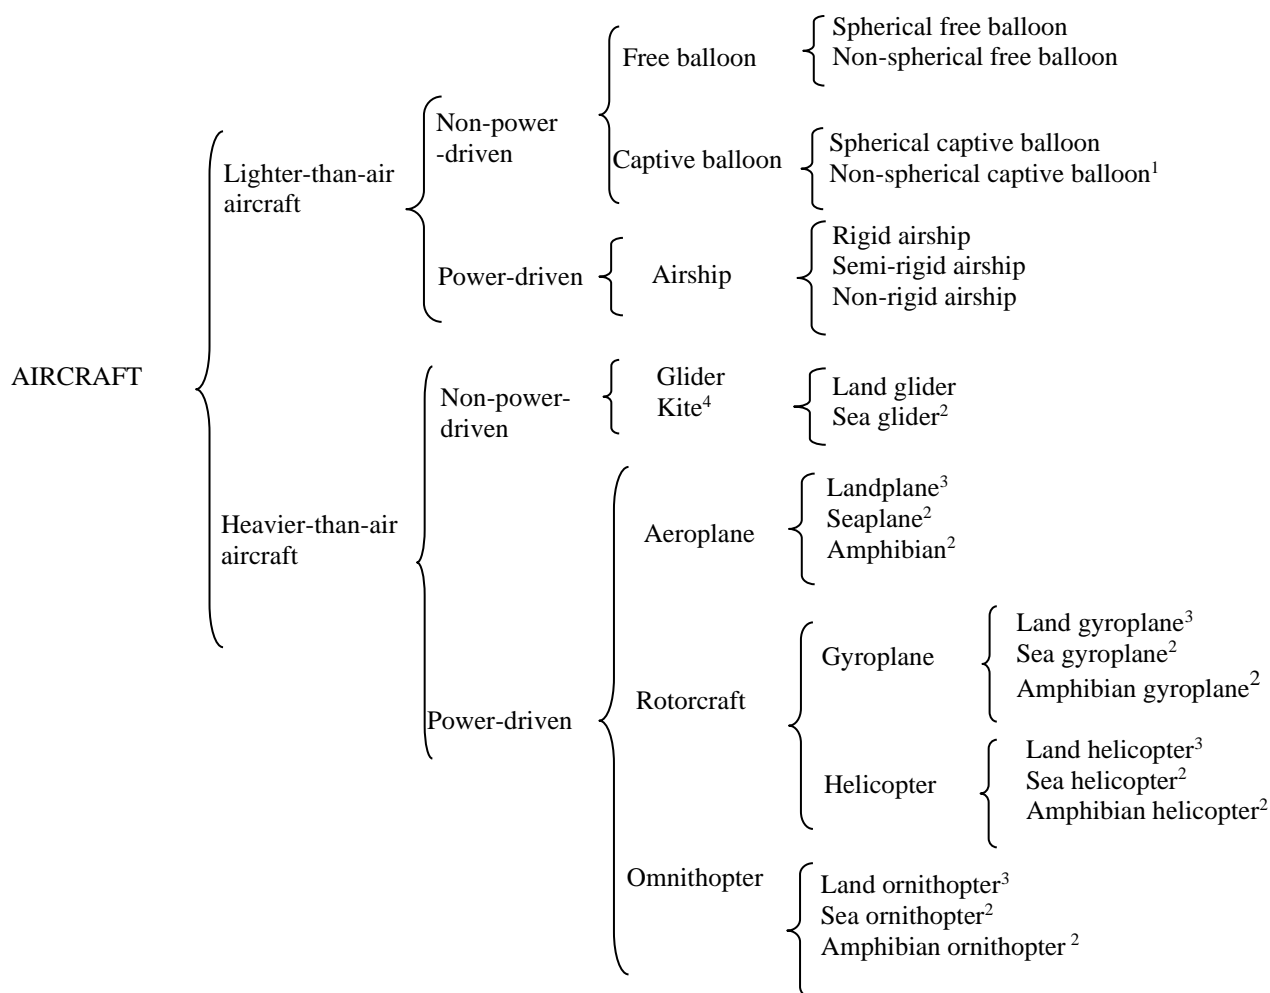 AIRCRAFT
Lighter-than-air
aircraft
Non-power
-driven
Free balloon
Spherical free balloon
Non-spherical free balloon
Captive balloon
Spherical captive balloon
Non-spherical captive balloon¹
Power-driven
Airship
Rigid airship
Semi-rigid airship
Non-rigid airship
Heavier-than-air
aircraft
Non-power-
driven
Glider
Kite⁴
Land glider
Sea glider²
Power-driven
Aeroplane
Landplane³
Seaplane²
Amphibian²
Rotorcraft
Gyroplane
Land gyroplane³
Sea gyroplane²
Amphibian gyroplane²
Helicopter
Land helicopter³
Sea helicopter²
Amphibian helicopter²
Omnithopter
Land ornithopter³
Sea ornithopter²
Amphibian ornithopter ²